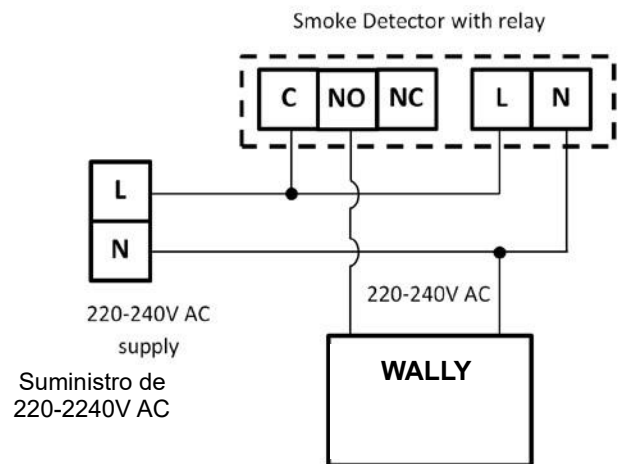 Smoke Detector with relay
C NO NC L N
L
N
220-240V AC
supply
Suministro de
220-2240V AC
220-240V AC
WALLY